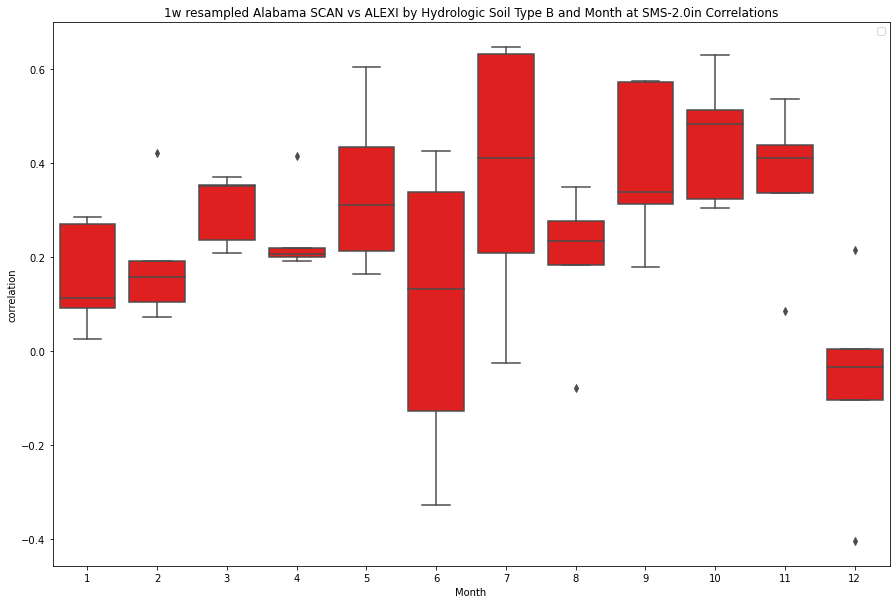 1w resampled Alabama SCAN vs ALEXI by Hydrologic Soil Type B and Month at SMS-2.0in Correlations
0.6
0.4
0.2
0.0
−0.2
−0.4
correlation
1 2 3 4 5 6 7 8 9 10 11 12
Month